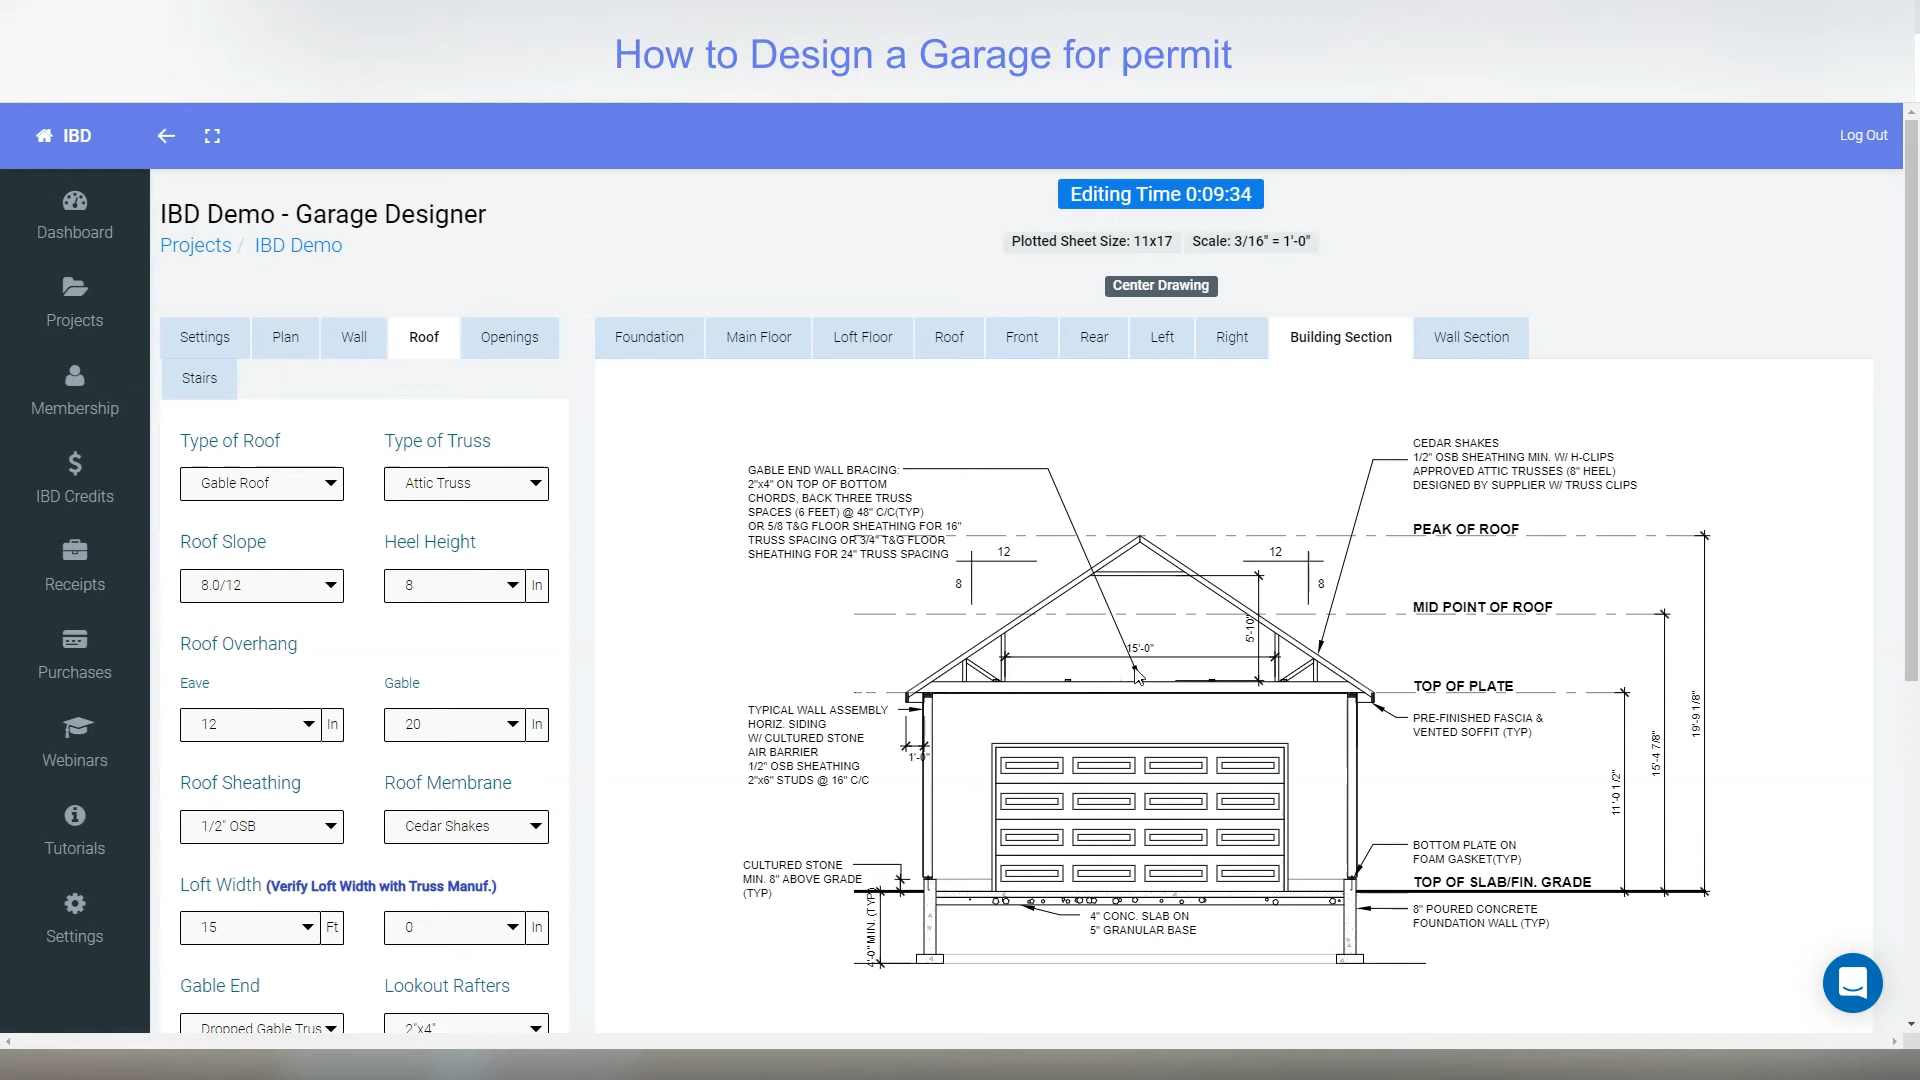 How to Design a Garage for permit
IBD
Log Out
Dashboard
Projects
Membership
IBD Credits
Receipts
Purchases
Webinars
Tutorials
Settings
IBD Demo - Garage Designer
Projects / IBD Demo
Editing Time 0:09:34
Plotted Sheet Size: 11x17 Scale: 3/16" = 1'-0"
Center Drawing
Settings Plan Wall Roof Openings
Stairs
Foundation Main Floor Loft Floor Roof Front Rear Left Right Building Section Wall Section
Type of Roof Type of Truss
Gable Roof Attic Truss
Roof Slope Heel Height
8.0/12 8 In
Roof Overhang
Eave Gable
12 In 20 In
Roof Sheathing Roof Membrane
1/2" OSB Cedar Shakes
Loft Width (Verify Loft Width with Truss Manuf.)
15 Ft 0 In
Gable End Lookout Rafters
Dropped Gable Trus 2"x4"
GABLE END WALL BRACING:
2"x4" ON TOP OF BOTTOM
CHORDS, BACK THREE TRUSS
SPACES (6 FEET) @ 48" C/C(TYP)
OR 5/8 T&G FLOOR SHEATHING FOR 16"
TRUSS SPACING OR 3/4" T&G FLOOR
SHEATHING FOR 24" TRUSS SPACING
CEDAR SHAKES
1/2" OSB SHEATHING MIN. W/ H-CLIPS
APPROVED ATTIC TRUSSES (8" HEEL)
DESIGNED BY SUPPLIER W/ TRUSS CLIPS
PEAK OF ROOF
12
8
12
8
MID POINT OF ROOF
5'-10"
15'-0"
TOP OF PLATE
PRE-FINISHED FASCIA &
VENTED SOFFIT (TYP)
TYPICAL WALL ASSEMBLY
HORIZ. SIDING
W/ CULTURED STONE
AIR BARRIER
1/2" OSB SHEATHING
2"x6" STUDS @ 16" C/C
1'-0"
11'-0 1/2"
15'-4 7/8"
19'-9 1/8"
BOTTOM PLATE ON
FOAM GASKET(TYP)
TOP OF SLAB/FIN. GRADE
8" POURED CONCRETE
FOUNDATION WALL (TYP)
CULTURED STONE
MIN. 8" ABOVE GRADE
(TYP)
4'-0" MIN. (TYP)
4" CONC. SLAB ON
5" GRANULAR BASE